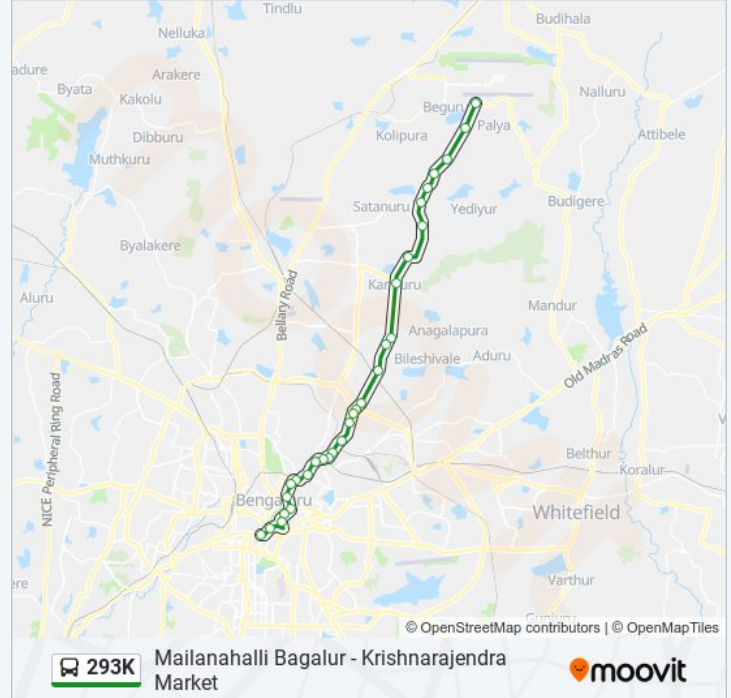 Tindlu
Budihala
Nelluka
adure
Arakere
Byata
Kakolu
Nalluru
Beguru
Palya
Kolipura
Dibburu
Attibele
Muthkuru
Satanuru
Yediyur
Budigere
Byalakere
Kannuru
Aluru
Bellary Road
Mandur
Anagalapura
Bileshivale
Aduru
Old Madras Road
NICE Peripheral Ring Road
Belthur
Koralur
Bengaluru
Whitefield
ere
Varthur
© OpenStreetMap contributors | © OpenMapTiles
293K
Mailanahalli Bagalur - Krishnarajendra
Market
moovit